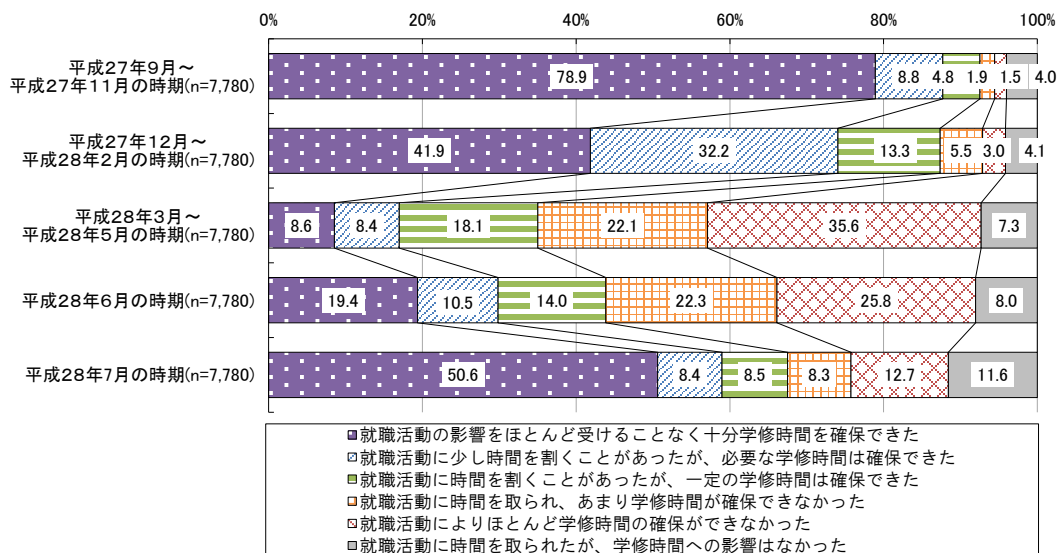 0% 20% 40% 60% 80% 100%
平成27年9月～
平成27年11月の時期(n=7,780)
78.9 8.8 4.8 1.9 1.5 4.0
平成27年12月～
平成28年2月の時期(n=7,780)
41.9 32.2 13.3 5.5 3.0 4.1
平成28年3月～
平成28年5月の時期(n=7,780)
8.6 8.4 18.1 22.1 35.6 7.3
平成28年6月の時期(n=7,780)
19.4 10.5 14.0 22.3 25.8 8.0
平成28年7月の時期(n=7,780)
50.6 8.4 8.5 8.3 12.7 11.6
就職活動の影響をほとんど受けることなく十分学修時間を確保できた
就職活動に少し時間を割くことがあったが、必要な学修時間は確保できた
就職活動に時間を割くことがあったが、一定の学修時間は確保できた
就職活動に時間を取られ、あまり学修時間が確保できなかった
就職活動によりほとんど学修時間の確保ができなかった
就職活動に時間を取られたが、学修時間への影響はなかった